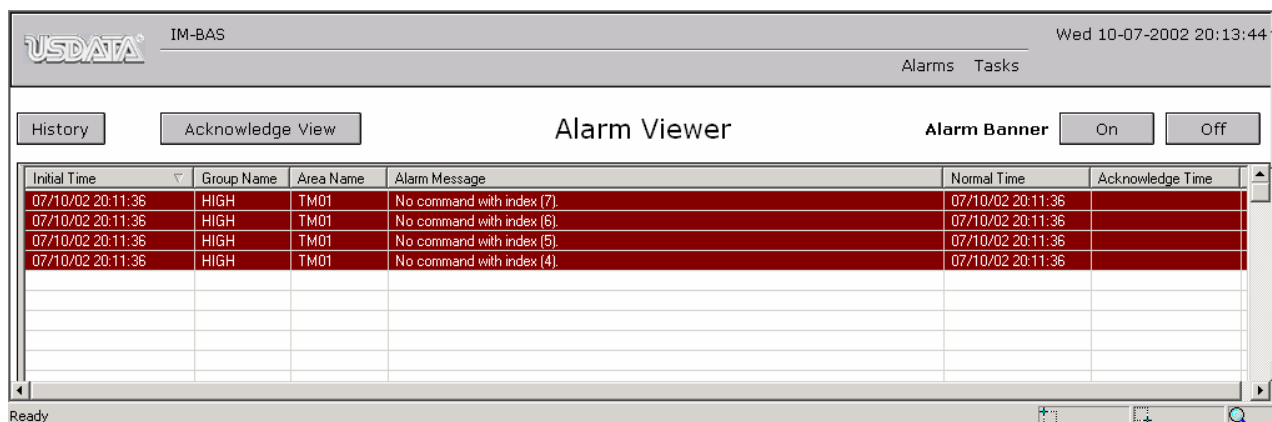 USDATA® IM-BAS Wed 10-07-2002 20:13:44
Alarms Tasks
History Acknowledge View Alarm Viewer Alarm Banner On Off
Initial Time Group Name Area Name Alarm Message Normal Time Acknowledge Time
07/10/02 20:11:36 HIGH TM01 No command with index (7). 07/10/02 20:11:36
07/10/02 20:11:36 HIGH TM01 No command with index (6). 07/10/02 20:11:36
07/10/02 20:11:36 HIGH TM01 No command with index (5). 07/10/02 20:11:36
07/10/02 20:11:36 HIGH TM01 No command with index (4). 07/10/02 20:11:36
Ready